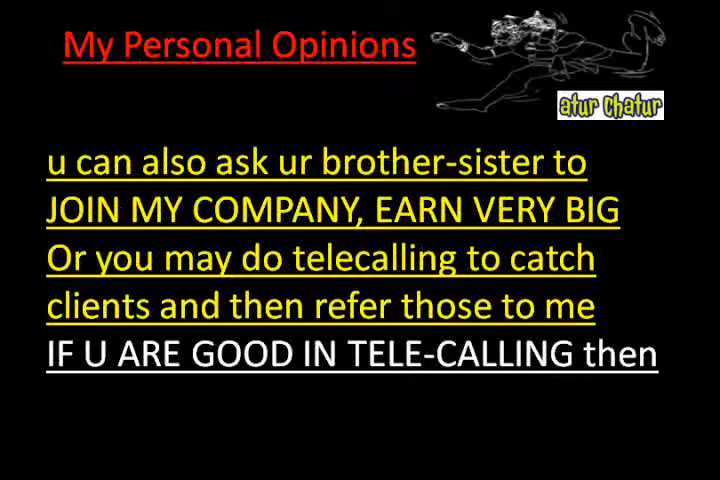 My Personal Opinions
atur chatur
u can also ask ur brother-sister to
JOIN MY COMPANY, EARN VERY BIG
Or you may do telecalling to catch
clients and then refer those to me
IF U ARE GOOD IN TELE-CALLING then